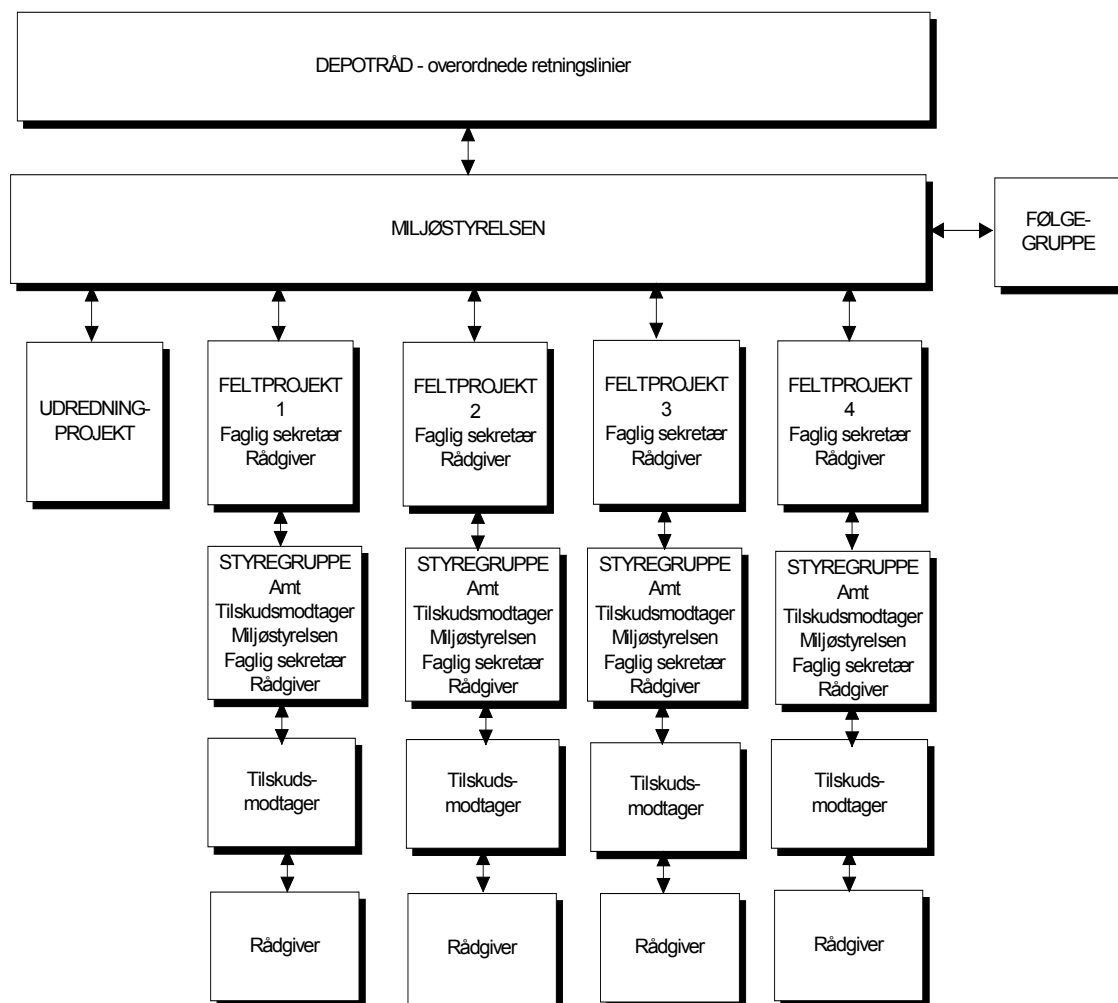 DEPOTRÅD - overordnede retningslinier
MILJØSTYRELSEN
FØLGE-
GRUPPE
UDREDNING-
PROJEKT
FELTPROJEKT
1
Faglig sekretær
Rådgiver
FELTPROJEKT
2
Faglig sekretær
Rådgiver
FELTPROJEKT
3
Faglig sekretær
Rådgiver
FELTPROJEKT
4
Faglig sekretær
Rådgiver
STYREGRUPPE
Amt
Tilskudsmodtager
Miljøstyrelsen
Faglig sekretær
Rådgiver
STYREGRUPPE
Amt
Tilskudsmodtager
Miljøstyrelsen
Faglig sekretær
Rådgiver
STYREGRUPPE
Amt
Tilskudsmodtager
Miljøstyrelsen
Faglig sekretær
Rådgiver
STYREGRUPPE
Amt
Tilskudsmodtager
Miljøstyrelsen
Faglig sekretær
Rådgiver
Tilskuds-
modtager
Tilskuds-
modtager
Tilskuds-
modtager
Tilskuds-
modtager
Rådgiver
Rådgiver
Rådgiver
Rådgiver